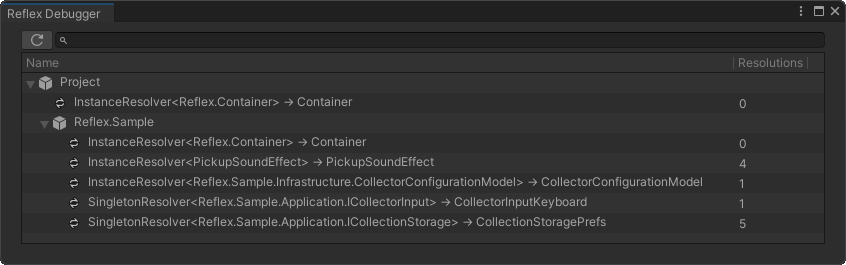 Reflex Debugger
Name Resolutions
Project
InstanceResolver<Reflex.Container> → Container 0
Reflex.Sample
InstanceResolver<Reflex.Container> → Container 0
InstanceResolver<PickupSoundEffect> → PickupSoundEffect 4
InstanceResolver<Reflex.Sample.Infrastructure.CollectorConfigurationModel> → CollectorConfigurationModel 1
SingletonResolver<Reflex.Sample.Application.ICollectorInput> → CollectorInputKeyboard 1
SingletonResolver<Reflex.Sample.Application.ICollectionStorage> → CollectionStoragePrefs 5